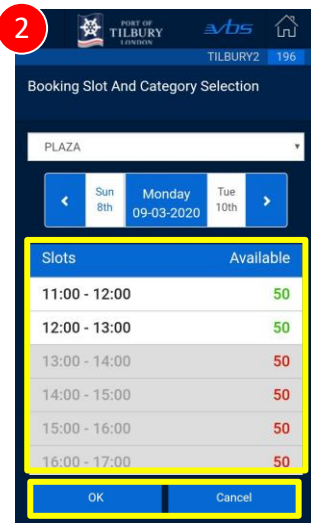 2
PORT OF
TILBURY
LONDON
vbs
TILBURY2 196
Booking Slot And Category Selection
PLAZA
Sun
8th
Monday
09-03-2020
Tue
10th
Slots Available
11:00 - 12:00 50
12:00 - 13:00 50
13:00 - 14:00 50
14:00 - 15:00 50
15:00 - 16:00 50
16:00 - 17:00 50
OK Cancel